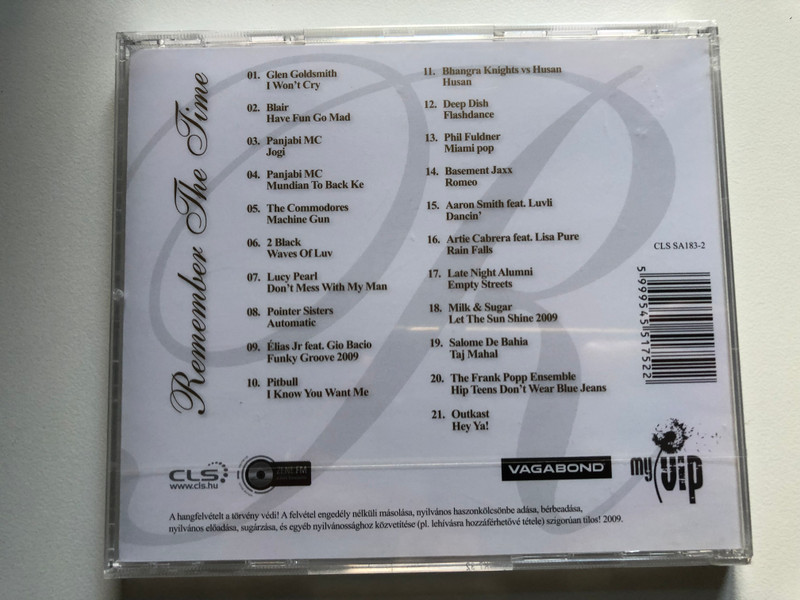 Remember The Time
01. Glen Goldsmith
I Won't Cry
02. Blair
Have Fun Go Mad
03. Panjabi MC
Jogi
04. Panjabi MC
Mundian To Back Ke
05. The Commodores
Machine Gun
06. 2 Black
Waves Of Luv
07. Lucy Pearl
Don't Mess With My Man
08. Pointer Sisters
Automatic
09. Élias Jr feat. Gio Bacio
Funky Groove 2009
10. Pitbull
I Know You Want Me
11. Bhangra Knights vs Husan
Husan
12. Deep Dish
Flashdance
13. Phil Fuldner
Miami pop
14. Basement Jaxx
Romeo
15. Aaron Smith feat. Luvli
Dancin'
16. Artie Cabrera feat. Lisa Pure
Rain Falls
17. Late Night Alumni
Empty Streets
18. Milk & Sugar
Let The Sun Shine 2009
19. Salome De Bahia
Taj Mahal
20. The Frank Popp Ensemble
Hip Teens Don't Wear Blue Jeans
21. Outkast
Hey Ya!
CLS SA183-2
5999545517522
CLS
www.cls.hu
VAGABOND
my VIP
A hangfelvételt a törvény védi! A felvétel engedély nélküli másolása, nyilvános haszonkölcsönbe adása, bérbeadása,
nyilvános előadása, sugárzása, és egyéb nyilvánossághoz közvetítése (pl. lehívásra hozzáférhetővé tétele) szigorúan tilos! 2009.